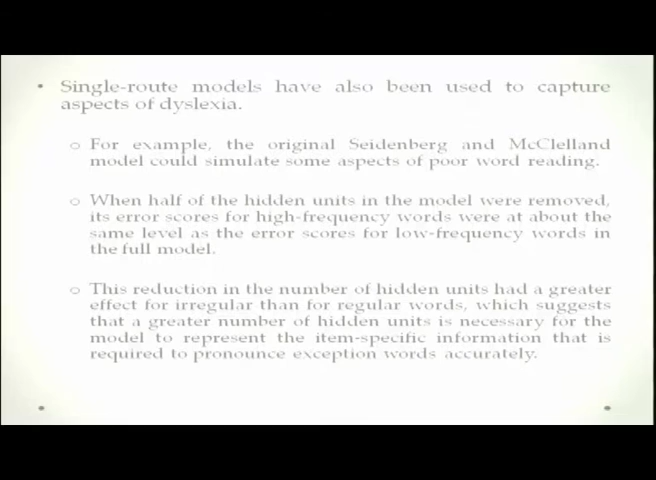 • Single-route models have also been used to capture
aspects of dyslexia.
o For example, the original Seidenberg and McClelland
model could simulate some aspects of poor word reading.
o When half of the hidden units in the model were removed,
its error scores for high-frequency words were at about the
same level as the error scores for low-frequency words in
the full model.
o This reduction in the number of hidden units had a greater
effect for irregular than for regular words, which suggests
that a greater number of hidden units is necessary for the
model to represent the item-specific information that is
required to pronounce exception words accurately.